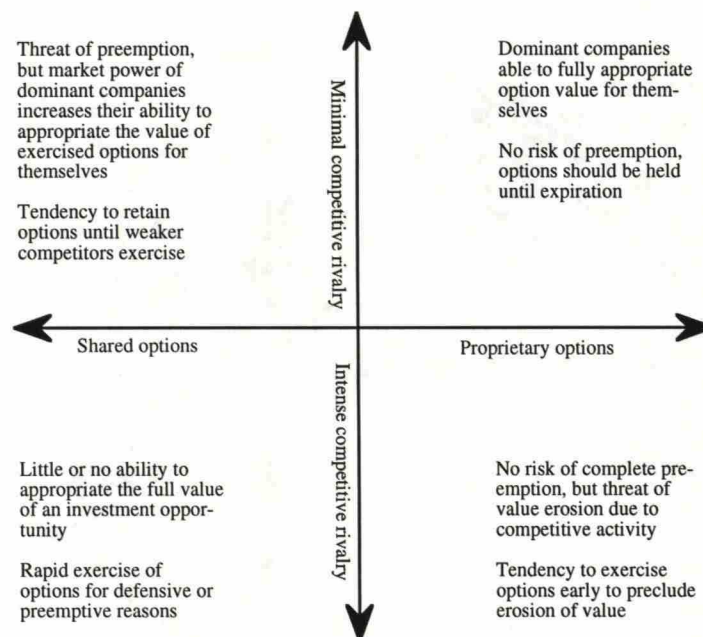 Threat of preemption,
but market power of
dominant companies
increases their ability to
appropriate the value of
exercised options for
themselves
Tendency to retain
options until weaker
competitors exercise
Minimal competitive rivalry
Dominant companies
able to fully appropriate
option value for them-
selves
No risk of preemption,
options should be held
until expiration
Shared options
Proprietary options
Little or no ability to
appropriate the full value
of an investment oppor-
tunity
Rapid exercise of
options for defensive or
preemptive reasons
Intense competitive rivalry
No risk of complete pre-
emption, but threat of
value erosion due to
competitive activity
Tendency to exercise
options early to preclude
erosion of value